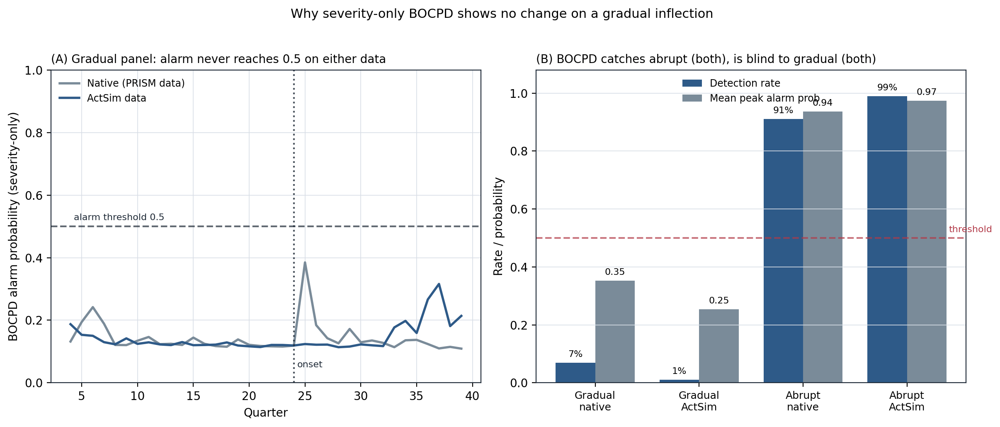 Why severity-only BOCPD shows no change on a gradual inflection
(A) Gradual panel: alarm never reaches 0.5 on either data
BOCPD alarm probability (severity-only)
1.0
0.8
0.6
0.4
0.2
0.0
Native (PRISM data)
ActSim data
alarm threshold 0.5
onset
5 10 15 20 25 30 35 40
Quarter
(B) BOCPD catches abrupt (both), is blind to gradual (both)
Rate / probability
1.0
0.8
0.6
0.4
0.2
0.0
Detection rate
Mean peak alarm prob
7%
0.35
1%
0.25
91%
0.94
99%
0.97
threshold
Gradual
native
Gradual
ActSim
Abrupt
native
Abrupt
ActSim